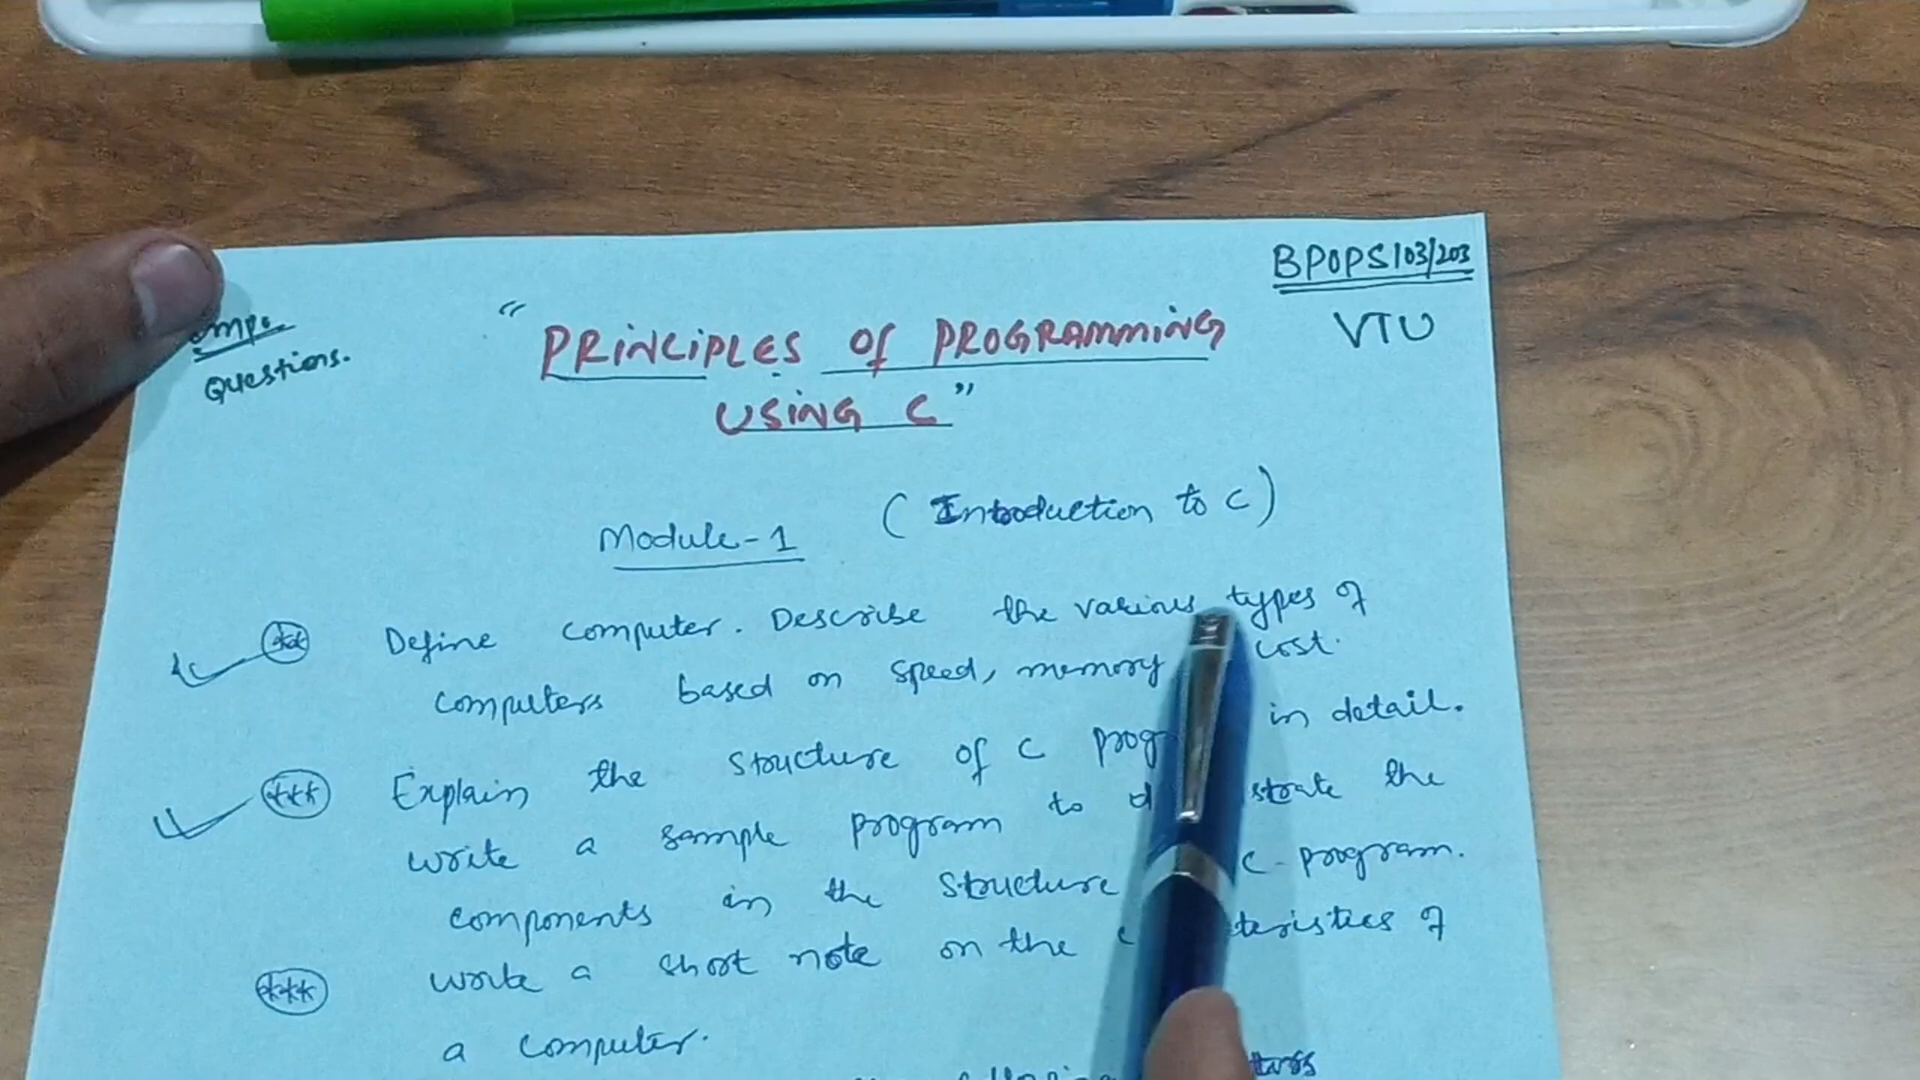 BPOPS103/203
VTU
Questions.
"PRINCIPLES Of PROGRAMMING
USING C"
Module-1 (Introduction to C)
** Define computer. Describe the various types of
computers based on speed, memory cost.
*** Explain the structure of C in detail.
write a sample program to the
components in the structure C-program.
*** write a short note on the of
a computer.